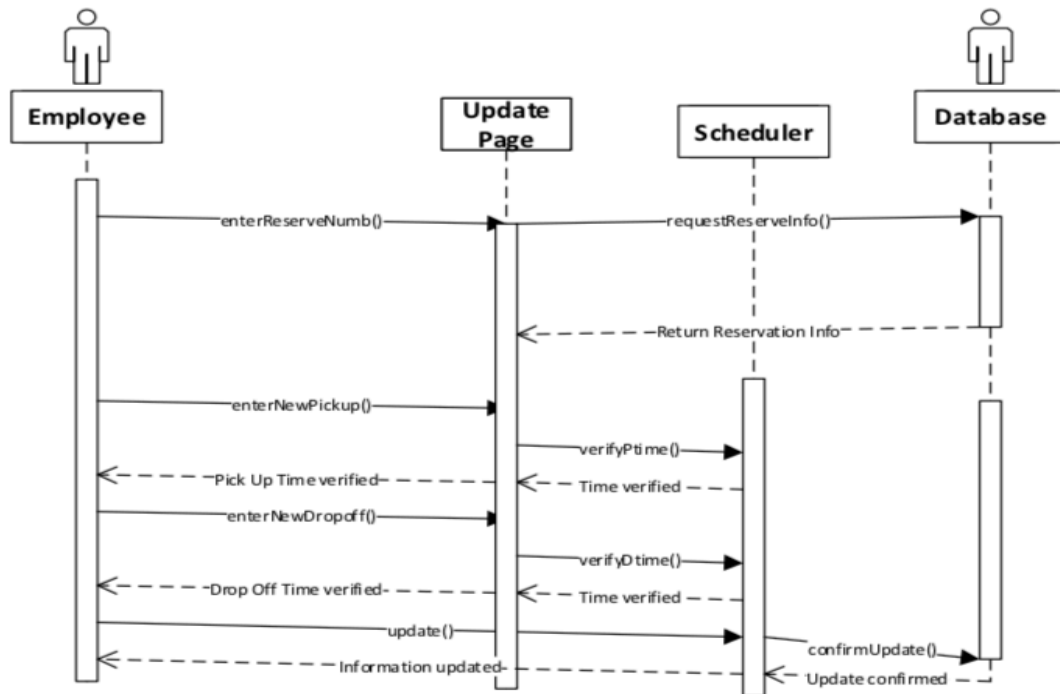 Employee
Update
Page
Scheduler
Database
enterReserveNumb()
requestReserveInfo()
Return Reservation Info
enterNewPickup()
verifyPtime()
Pick Up Time verified
Time verified
enterNewDropoff()
verifyDtime()
Drop Off Time verified
Time verified
update()
confirmUpdate()
Information updated
Update confirmed